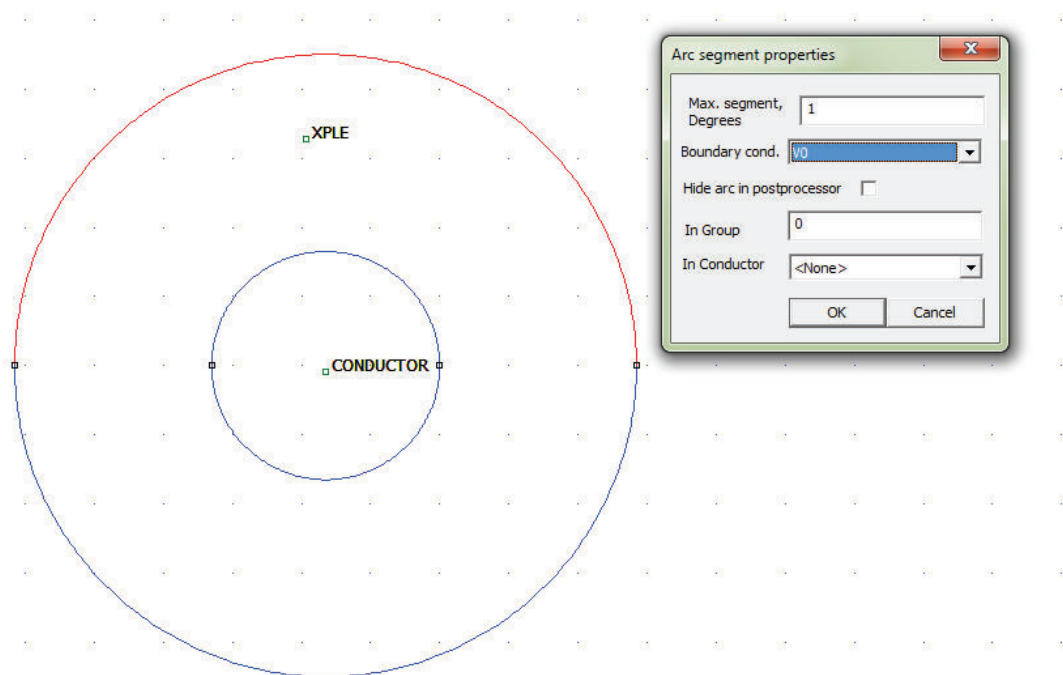 XPLE
CONDUCTOR
Arc segment properties
Max. segment,
Degrees
1
Boundary cond.
V0
Hide arc in postprocessor
In Group
0
In Conductor
<None>
OK
Cancel